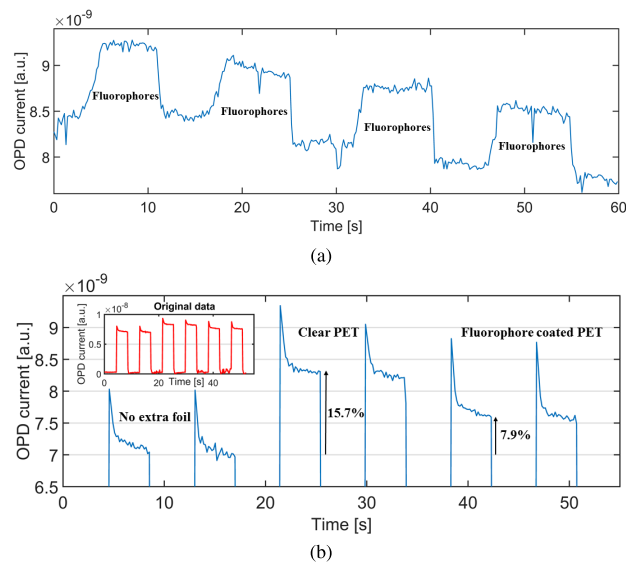 ×10⁻⁹
OPD current [a.u.]
9
8.5
8
Fluorophores
Fluorophores
Fluorophores
Fluorophores
0 10 20 30 40 50 60
Time [s]
(a)
×10⁻⁹
OPD current [a.u.]
9
8.5
8
7.5
7
6.5
×10⁻⁸
Original data
OPD current [a.u.]
1
0.5
0
0 20 40
Time [s]
Clear PET
Fluorophore coated PET
No extra foil
15.7%
7.9%
0 10 20 30 40 50
Time [s]
(b)